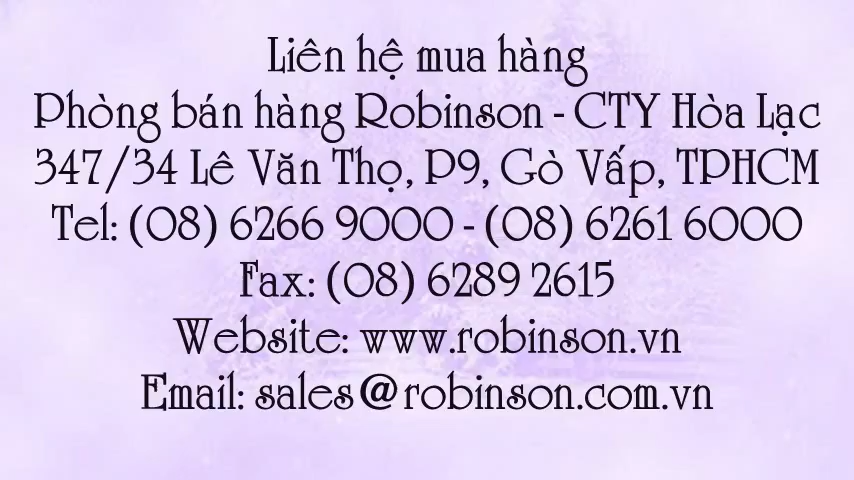 Liên hệ mua hàng
Phòng bán hàng Robinson - CTY Hòa Lạc
347/34 Lê Văn Thọ, P9, Gò Vấp, TPHCM
Tel: (08) 6266 9000 - (08) 6261 6000
Fax: (08) 6289 2615
Website: www.robinson.vn
Email: sales@robinson.com.vn